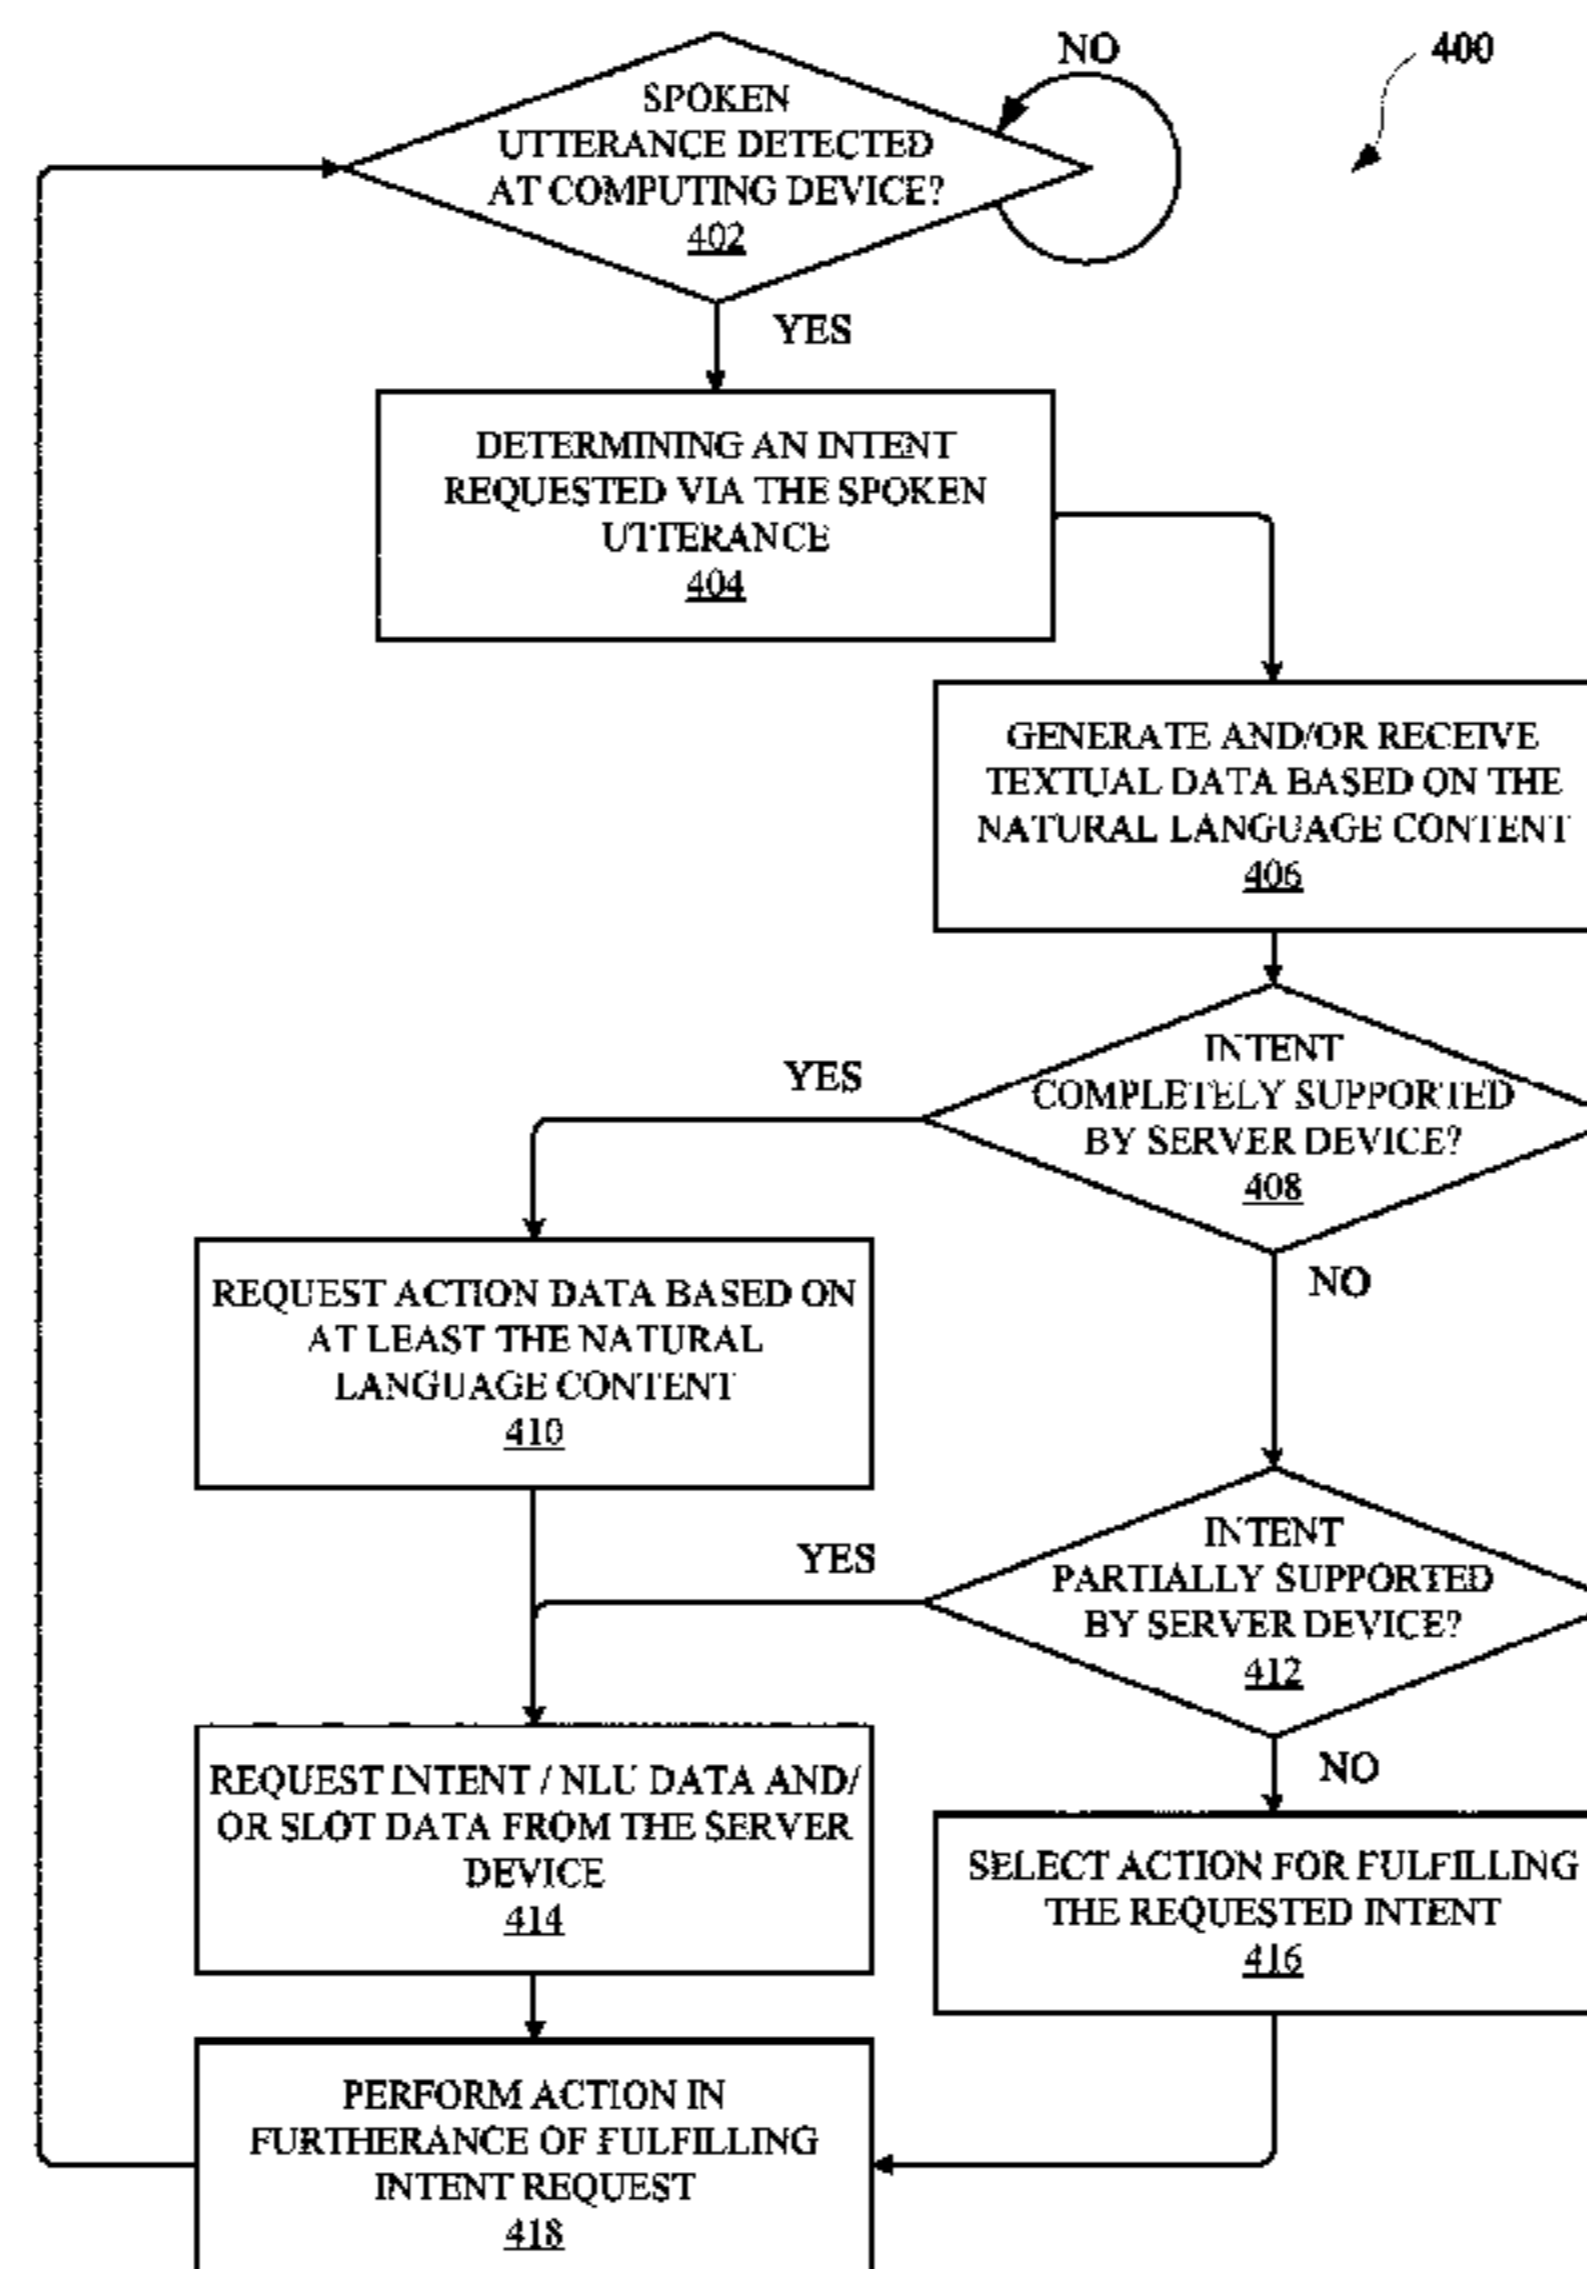 400
NO
SPOKEN
UTTERANCE DETECTED
AT COMPUTING DEVICE?
402
YES
DETERMINING AN INTENT
REQUESTED VIA THE SPOKEN
UTTERANCE
404
GENERATE AND/OR RECEIVE
TEXTUAL DATA BASED ON THE
NATURAL LANGUAGE CONTENT
406
INTENT
COMPLETELY SUPPORTED
BY SERVER DEVICE?
408
YES
NO
REQUEST ACTION DATA BASED ON
AT LEAST THE NATURAL
LANGUAGE CONTENT
410
INTENT
PARTIALLY SUPPORTED
BY SERVER DEVICE?
412
YES
NO
REQUEST INTENT / NLU DATA AND/
OR SLOT DATA FROM THE SERVER
DEVICE
414
SELECT ACTION FOR FULFILLING
THE REQUESTED INTENT
416
PERFORM ACTION IN
FURTHERANCE OF FULFILLING
INTENT REQUEST
418